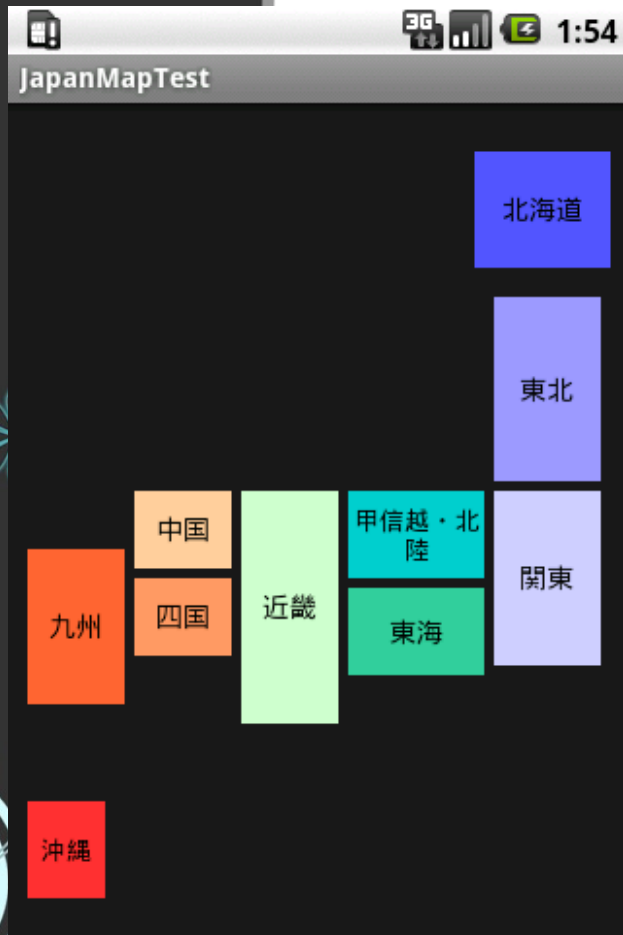 3G 1:54
JapanMapTest
北海道
東北
中国
甲信越・北
陸
関東
九州
四国
近畿
東海
沖縄